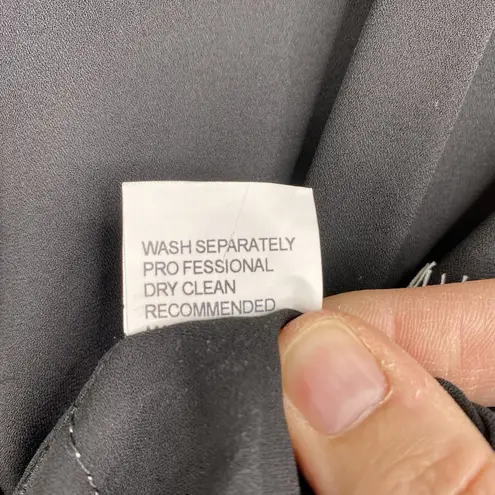 WASH SEPARATELY
PRO FESSIONAL
DRY CLEAN
RECOMMENDED